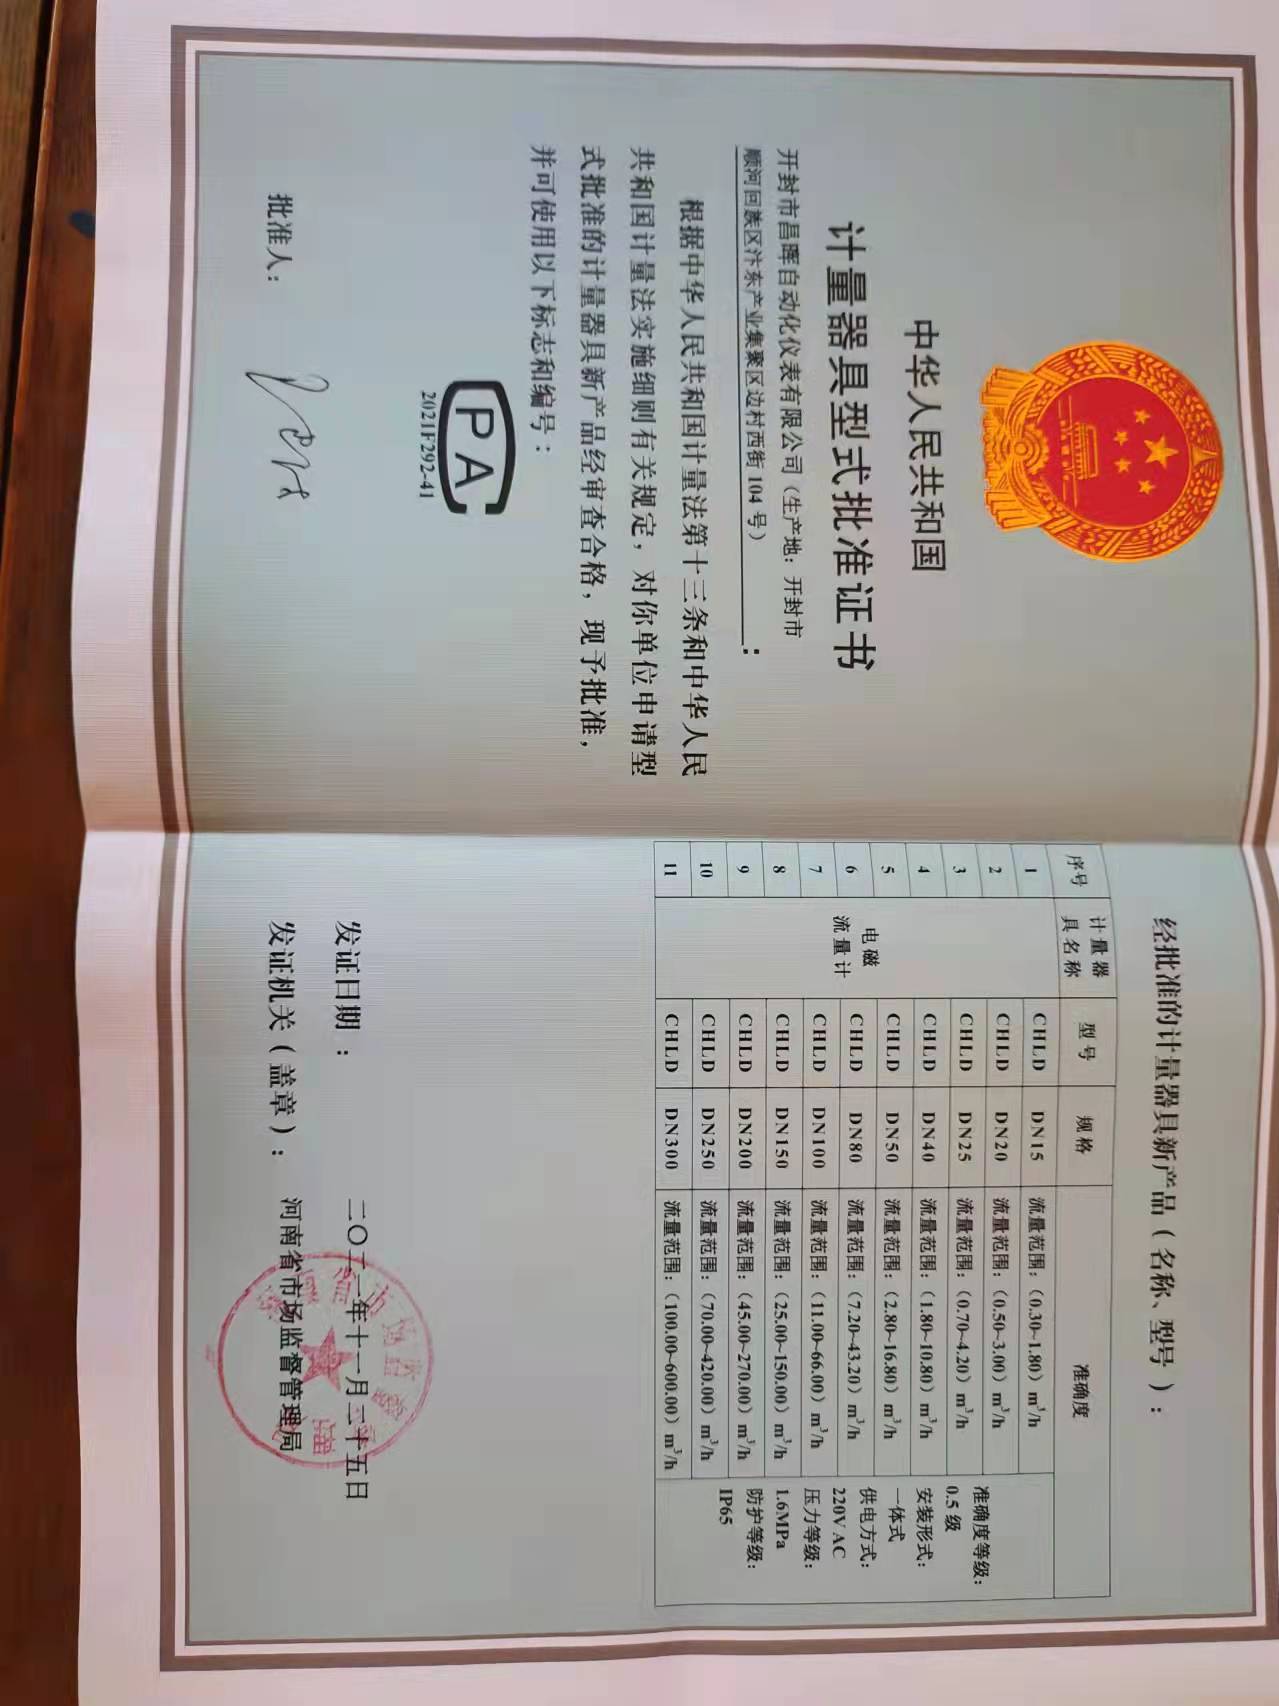 中华人民共和国
计量器具型式批准证书
开封市昌晖自动化仪表有限公司（生产地：开封市
顺河回族区汴东产业集聚区边村西街104号）：
根据中华人民共和国计量法第十三条和中华人民
共和国计量法实施细则有关规定，对你单位申请型
式批准的计量器具新产品经审查合格，现予批准，
并可使用以下标志和编号：
PA
2021F292-41
批准人：
经批准的计量器具新产品（名称、型号）：
序号 计量器具名称 型号 规格 准确度
1 CHLD DN15 流量范围：（0.30~1.80）m³/h
2 CHLD DN20 流量范围：（0.50~3.00）m³/h
3 CHLD DN25 流量范围：（0.70~4.20）m³/h
4 CHLD DN40 流量范围：（1.80~10.80）m³/h
5 CHLD DN50 流量范围：（2.80~16.80）m³/h
6 CHLD DN80 流量范围：（7.20~43.20）m³/h
7 CHLD DN100 流量范围：（11.00~66.00）m³/h
8 CHLD DN150 流量范围：（25.00~150.00）m³/h
9 CHLD DN200 流量范围：（45.00~270.00）m³/h
10 CHLD DN250 流量范围：（70.00~420.00）m³/h
11 CHLD DN300 流量范围：（100.00~600.00）m³/h
电磁
流量计
准确度等级：
0.5级
安装形式：
一体式
供电方式：
220V AC
压力等级：
1.6MPa
防护等级：
IP65
发证日期： 二〇二一年十一月二十五日
发证机关（盖章）： 河南省市场监督管理局